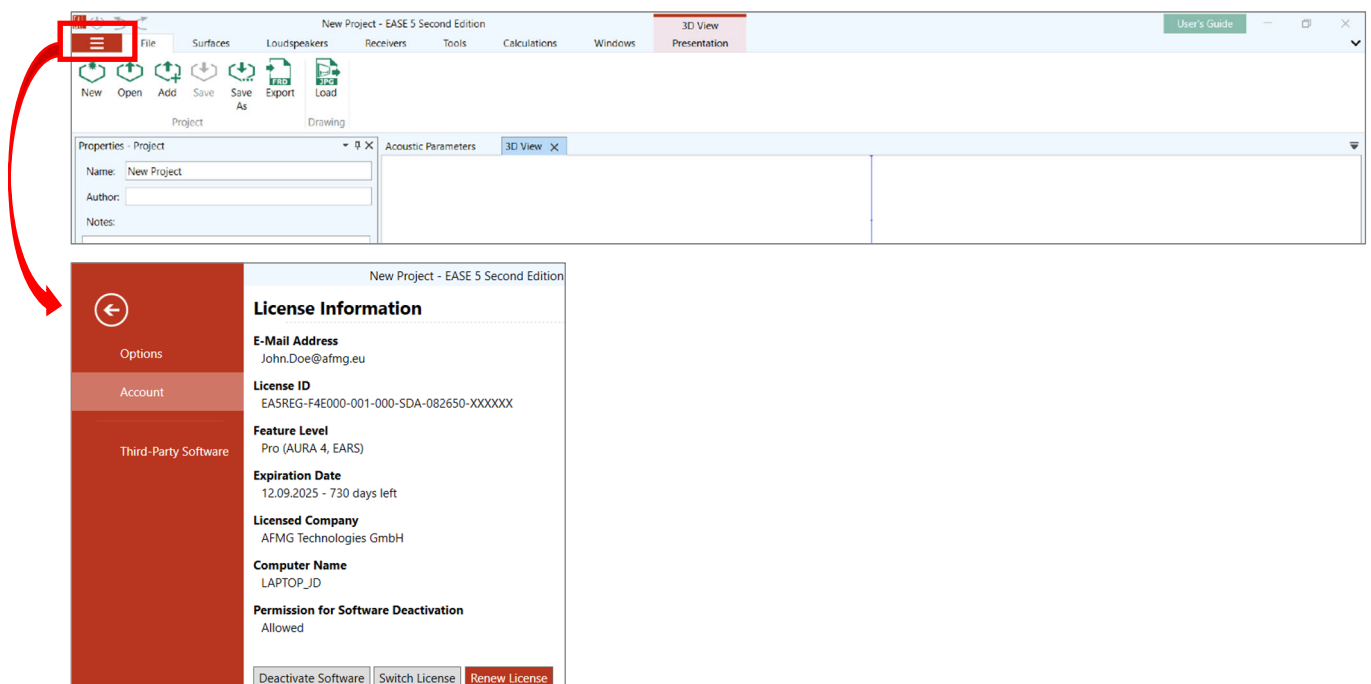 New Project - EASE 5 Second Edition
3D View
User's Guide
File Surfaces Loudspeakers Receivers Tools Calculations Windows Presentation
FRD JPG
New Open Add Save Save As Export Load
Project Drawing
Properties - Project
Acoustic Parameters 3D View
Name: New Project
Author:
Notes:
New Project - EASE 5 Second Edition
License Information
E-Mail Address
John.Doe@afmg.eu
Options
Account
Third-Party Software
License ID
EA5REG-F4E000-001-000-SDA-082650-XXXXXX
Feature Level
Pro (AURA 4, EARS)
Expiration Date
12.09.2025 - 730 days left
Licensed Company
AFMG Technologies GmbH
Computer Name
LAPTOP_JD
Permission for Software Deactivation
Allowed
Deactivate Software Switch License Renew License